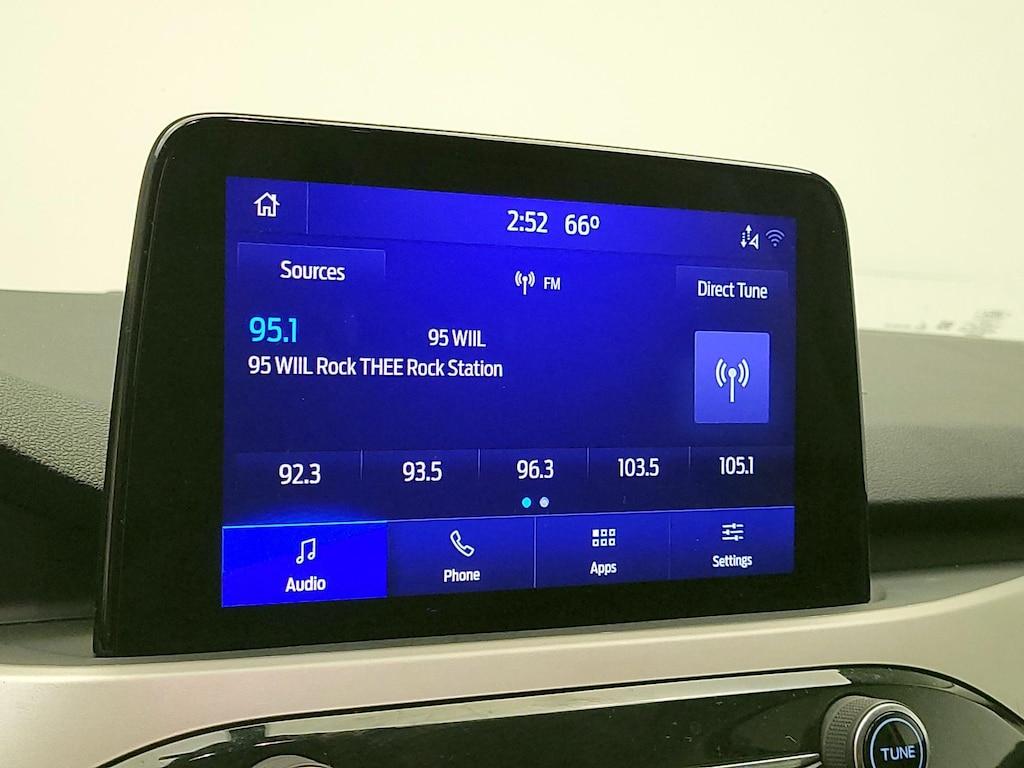 2:52 66º
Sources
FM
Direct Tune
95.1
95 WIIL
95 WIIL Rock THEE Rock Station
92.3
93.5
96.3
103.5
105.1
Audio
Phone
Apps
Settings
TUNE